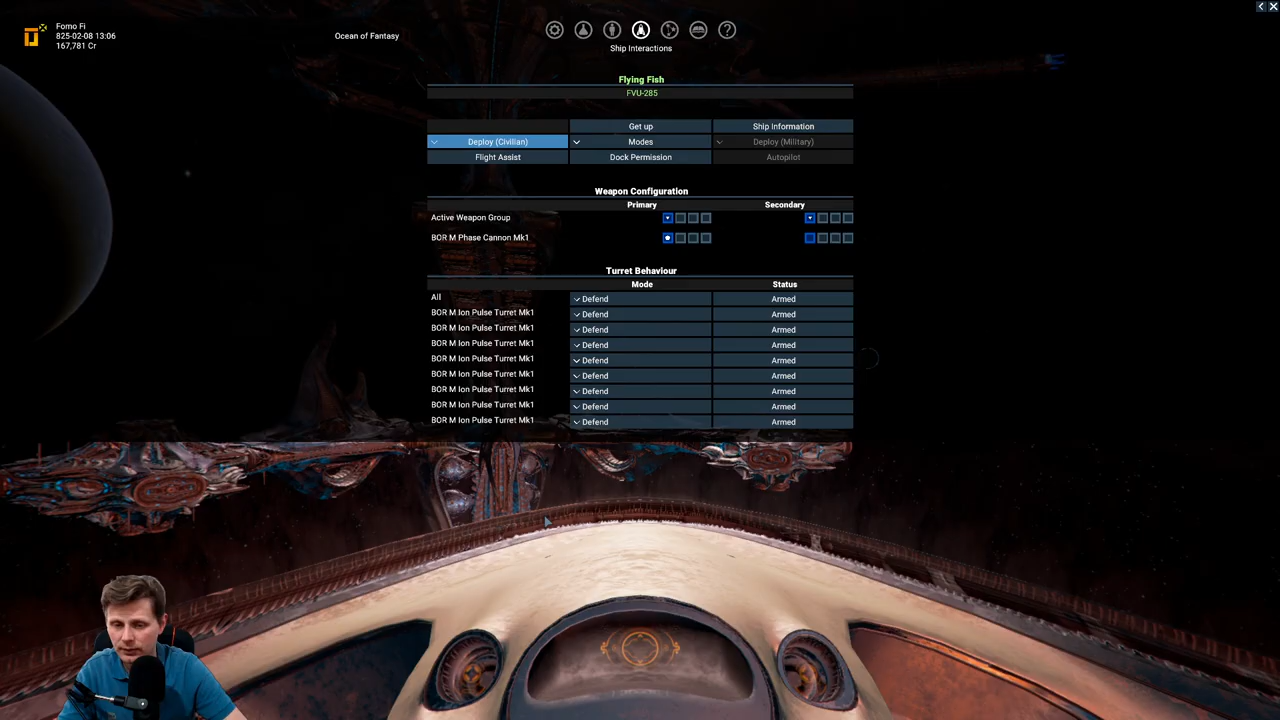 Fomo Fi
825-02-08 13:06
167,781 Cr
Ocean of Fantasy
Ship Interactions
Flying Fish
FVU-285
Get up
Ship Information
Deploy (Civilian)
Modes
Deploy (Military)
Flight Assist
Dock Permission
Autopilot
Weapon Configuration
Primary
Secondary
Active Weapon Group
BOR M Phase Cannon Mk1
Turret Behaviour
Mode
Status
All
Defend
Armed
BOR M Ion Pulse Turret Mk1
Defend
Armed
BOR M Ion Pulse Turret Mk1
Defend
Armed
BOR M Ion Pulse Turret Mk1
Defend
Armed
BOR M Ion Pulse Turret Mk1
Defend
Armed
BOR M Ion Pulse Turret Mk1
Defend
Armed
BOR M Ion Pulse Turret Mk1
Defend
Armed
BOR M Ion Pulse Turret Mk1
Defend
Armed
BOR M Ion Pulse Turret Mk1
Defend
Armed